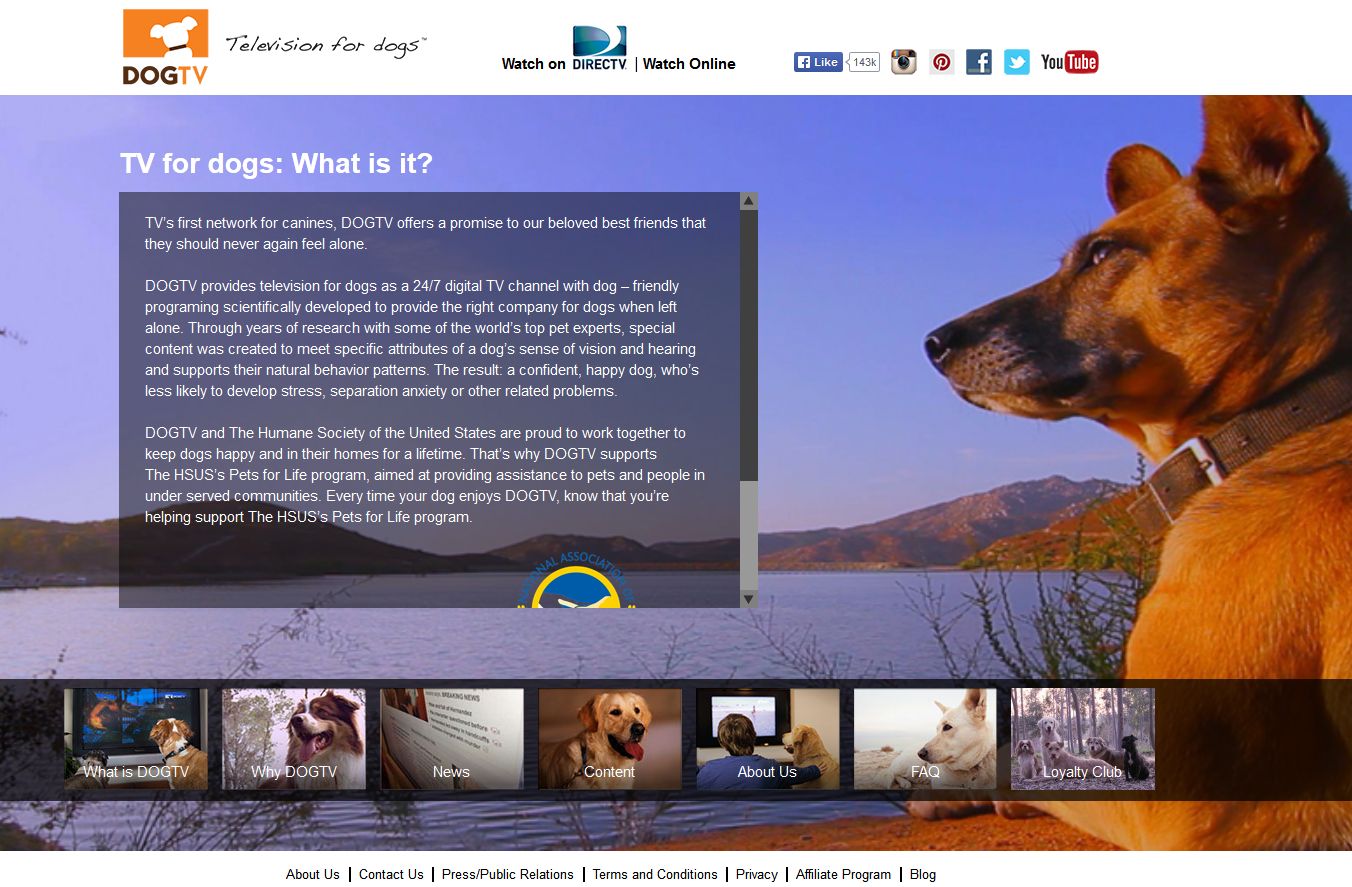 DOGTV
Television for dogs™
Watch on DIRECTV | Watch Online
Like 143k
YouTube
TV for dogs: What is it?
TV’s first network for canines, DOGTV offers a promise to our beloved best friends that
they should never again feel alone.
DOGTV provides television for dogs as a 24/7 digital TV channel with dog – friendly
programing scientifically developed to provide the right company for dogs when left
alone. Through years of research with some of the world’s top pet experts, special
content was created to meet specific attributes of a dog’s sense of vision and hearing
and supports their natural behavior patterns. The result: a confident, happy dog, who’s
less likely to develop stress, separation anxiety or other related problems.
DOGTV and The Humane Society of the United States are proud to work together to
keep dogs happy and in their homes for a lifetime. That’s why DOGTV supports
The HSUS’s Pets for Life program, aimed at providing assistance to pets and people in
under served communities. Every time your dog enjoys DOGTV, know that you’re
helping support The HSUS’s Pets for Life program.
ASSOCIATION
BREAKING NEWS
What is DOGTV
Why DOGTV
News
Content
About Us
FAQ
Loyalty Club
About Us | Contact Us | Press/Public Relations | Terms and Conditions | Privacy | Affiliate Program | Blog